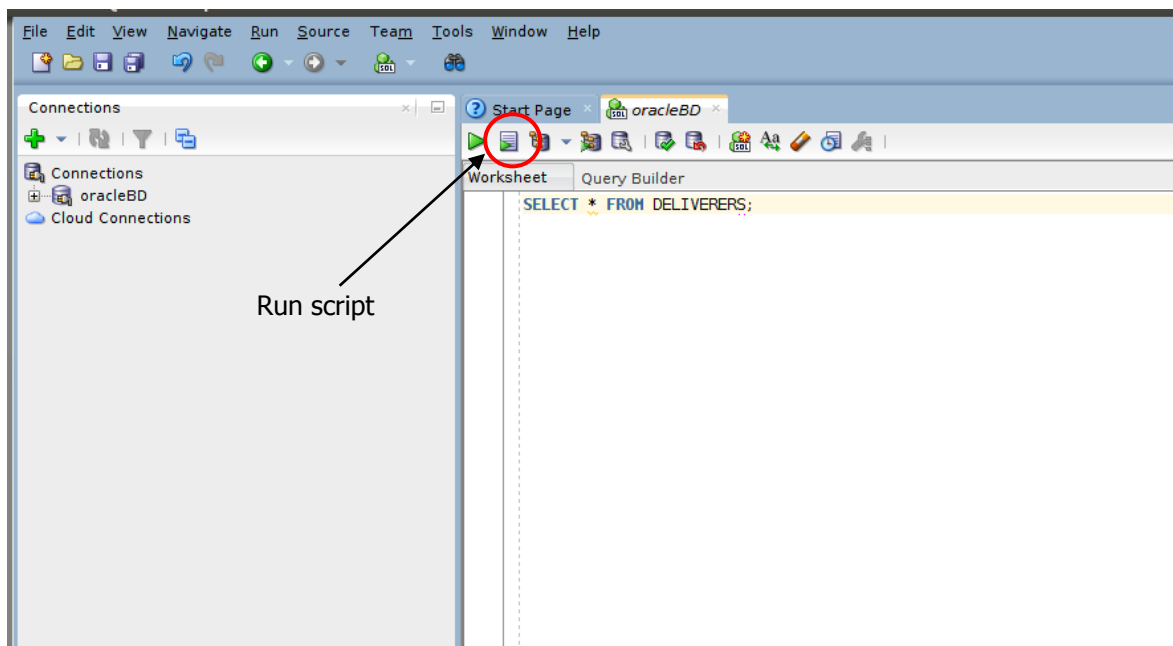 File Edit View Navigate Run Source Team Tools Window Help
Connections
Start Page oracleBD
Connections
oracleBD
Cloud Connections
Worksheet Query Builder
SELECT * FROM DELIVERERS;
Run script